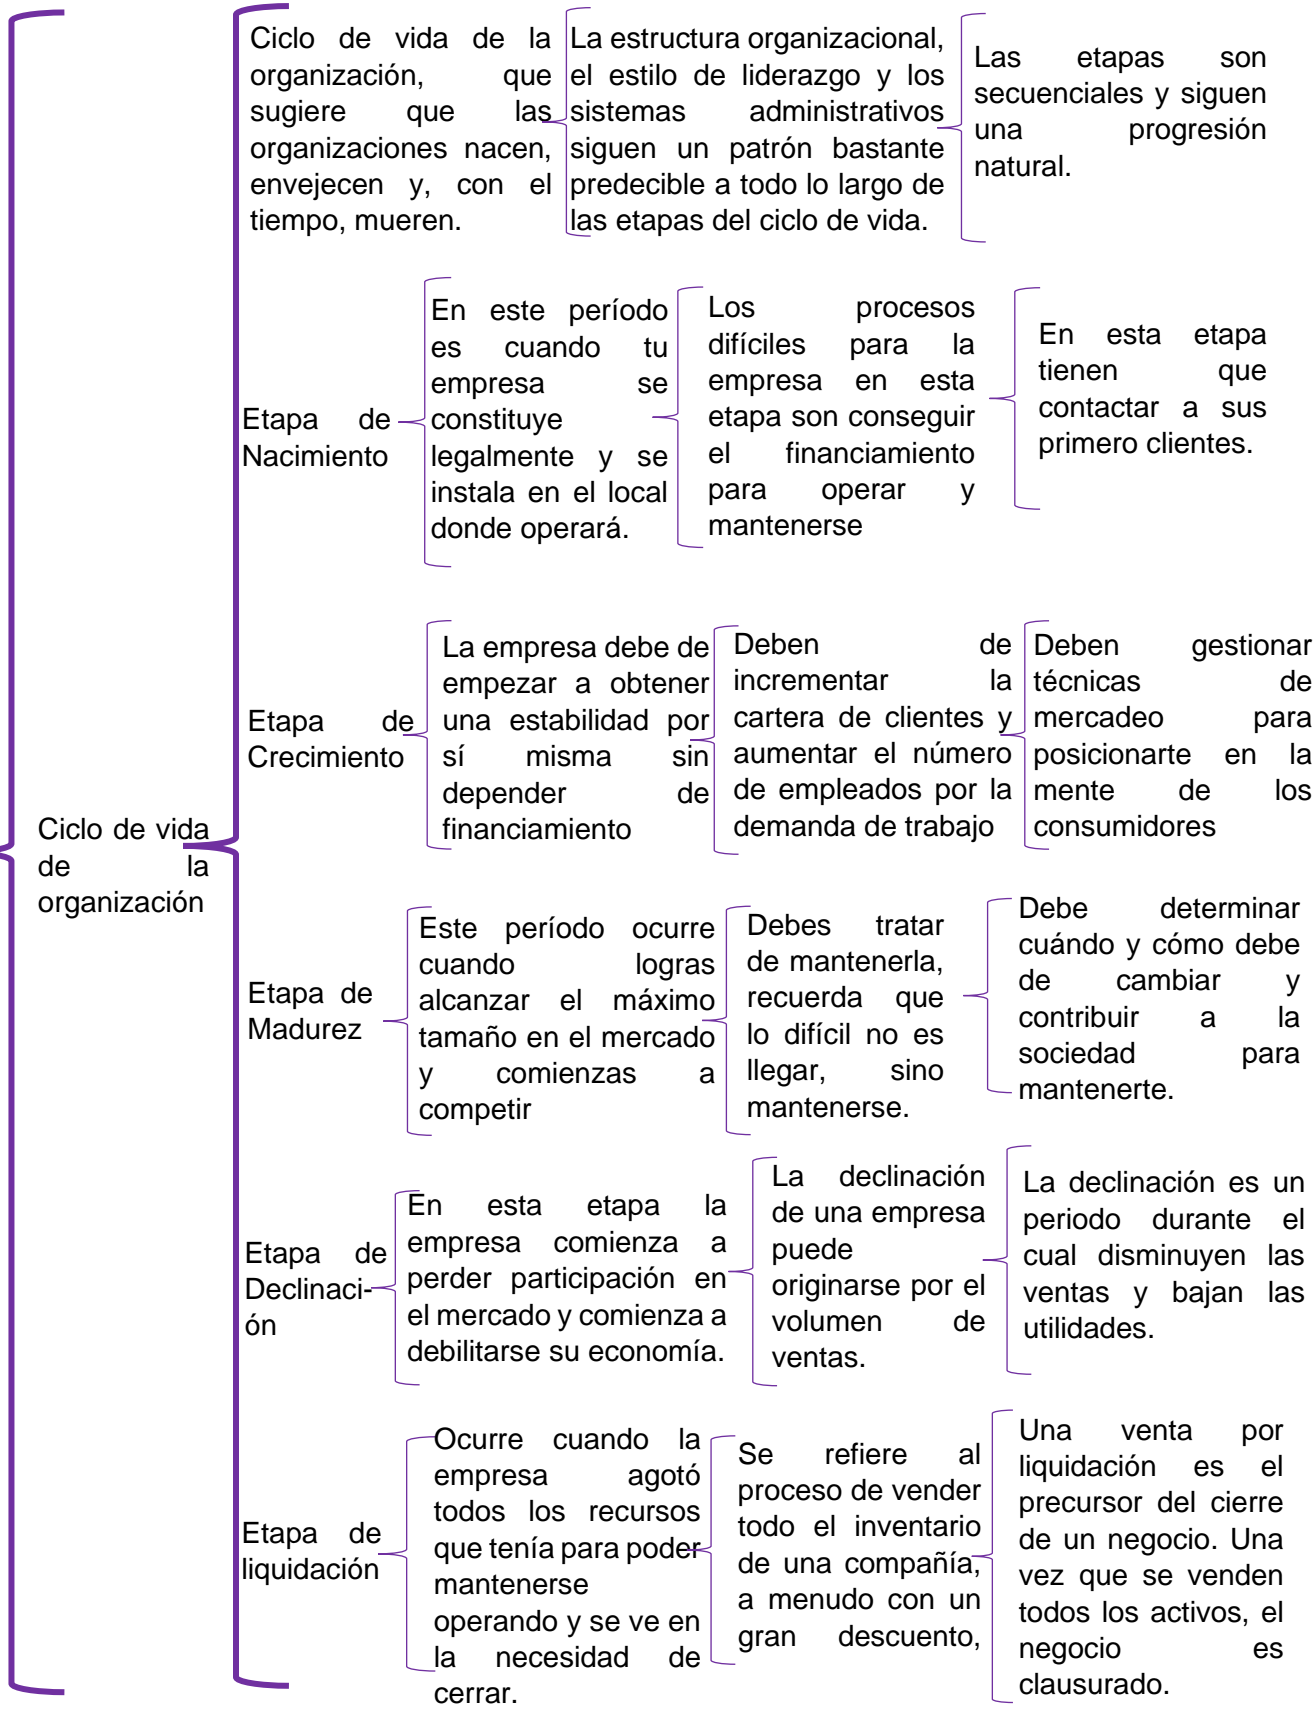 Ciclo de vida
de la
organización
Ciclo de vida de la
organización, que
sugiere que las
organizaciones nacen,
envejecen y, con el
tiempo, mueren.
La estructura organizacional,
el estilo de liderazgo y los
sistemas administrativos
siguen un patrón bastante
predecible a todo lo largo de
las etapas del ciclo de vida.
Las etapas son
secuenciales y siguen
una progresión
natural.
Etapa de
Nacimiento
En este período
es cuando tu
empresa se
constituye
legalmente y se
instala en el local
donde operará.
Los procesos
difíciles para la
empresa en esta
etapa son conseguir
el financiamiento
para operar y
mantenerse
En esta etapa
tienen que
contactar a sus
primero clientes.
Etapa de
Crecimiento
La empresa debe de
empezar a obtener
una estabilidad por
sí misma sin
depender de
financiamiento
Deben de
incrementar la
cartera de clientes y
aumentar el número
de empleados por la
demanda de trabajo
Deben gestionar
técnicas de
mercadeo para
posicionarte en la
mente de los
consumidores
Etapa de
Madurez
Este período ocurre
cuando logras
alcanzar el máximo
tamaño en el mercado
y comienzas a
competir
Debes tratar
de mantenerla,
recuerda que
lo difícil no es
llegar, sino
mantenerse.
Debe determinar
cuándo y cómo debe
de cambiar y
contribuir a la
sociedad para
mantenerte.
Etapa de
Declinaci-
ón
En esta etapa la
empresa comienza a
perder participación en
el mercado y comienza a
debilitarse su economía.
La declinación
de una empresa
puede
originarse por el
volumen de
ventas.
La declinación es un
periodo durante el
cual disminuyen las
ventas y bajan las
utilidades.
Etapa de
liquidación
Ocurre cuando la
empresa agotó
todos los recursos
que tenía para poder
mantenerse
operando y se ve en
la necesidad de
cerrar.
Se refiere al
proceso de vender
todo el inventario
de una compañía,
a menudo con un
gran descuento,
Una venta por
liquidación es el
precursor del cierre
de un negocio. Una
vez que se venden
todos los activos, el
negocio es
clausurado.